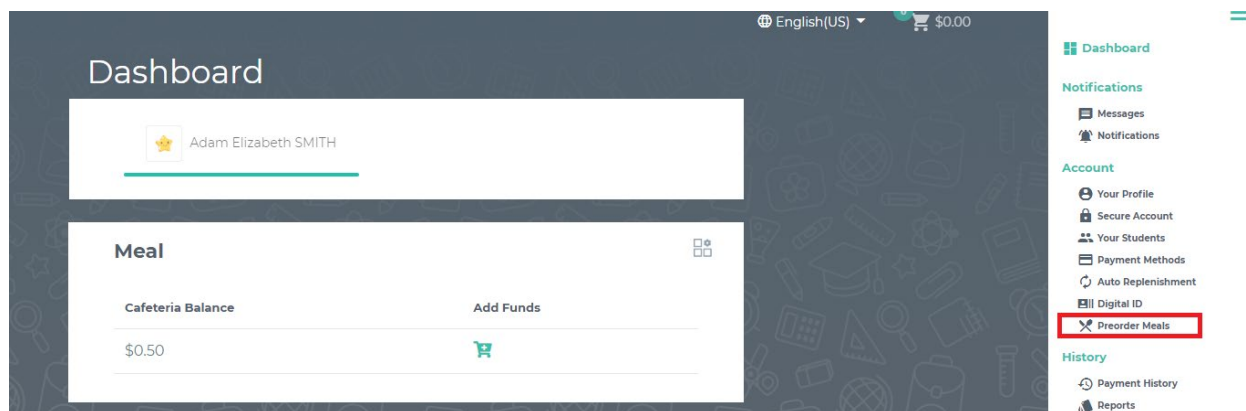 English(US)
0
$0.00
Dashboard
Adam Elizabeth SMITH
Meal
Cafeteria Balance
Add Funds
$0.50
Dashboard
Notifications
Messages
Notifications
Account
Your Profile
Secure Account
Your Students
Payment Methods
Auto Replenishment
Digital ID
Preorder Meals
History
Payment History
Reports